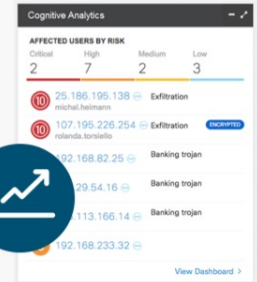 Cognitive Analytics
AFFECTED USERS BY RISK
Critical High Medium Low
2 7 2 3
10 25.186.195.138 Exfiltration
michal.heimann
10 107.195.226.254 Exfiltration ENCRYPTED
rolanda.torsiello
192.168.82.25 Banking trojan
29.54.16 Banking trojan
113.166.14 Banking trojan
192.168.233.32
View Dashboard >